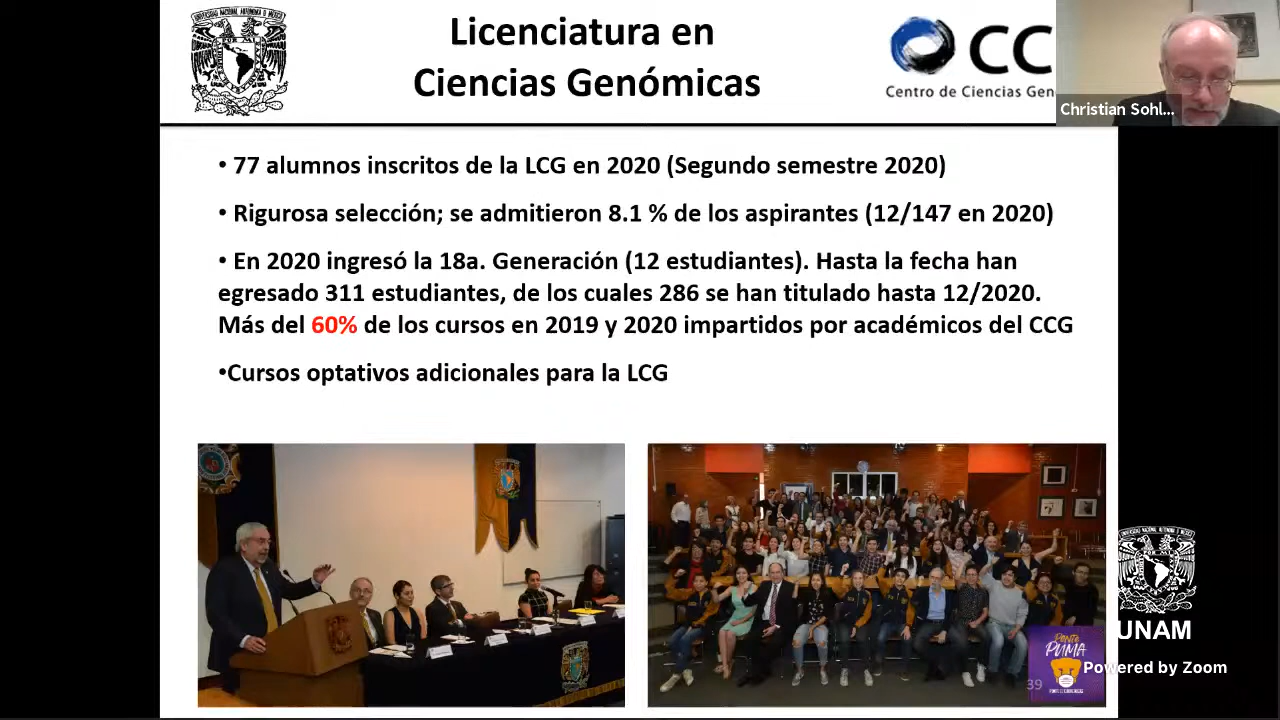 Licenciatura en
Ciencias Genómicas
CC
Centro de Ciencias Gen
Christian Sohl...
• 77 alumnos inscritos de la LCG en 2020 (Segundo semestre 2020)
• Rigurosa selección; se admitieron 8.1 % de los aspirantes (12/147 en 2020)
• En 2020 ingresó la 18a. Generación (12 estudiantes). Hasta la fecha han
egresado 311 estudiantes, de los cuales 286 se han titulado hasta 12/2020.
Más del 60% de los cursos en 2019 y 2020 impartidos por académicos del CCG
•Cursos optativos adicionales para la LCG
UNAM
PONTE
PUMA
Powered by Zoom
39